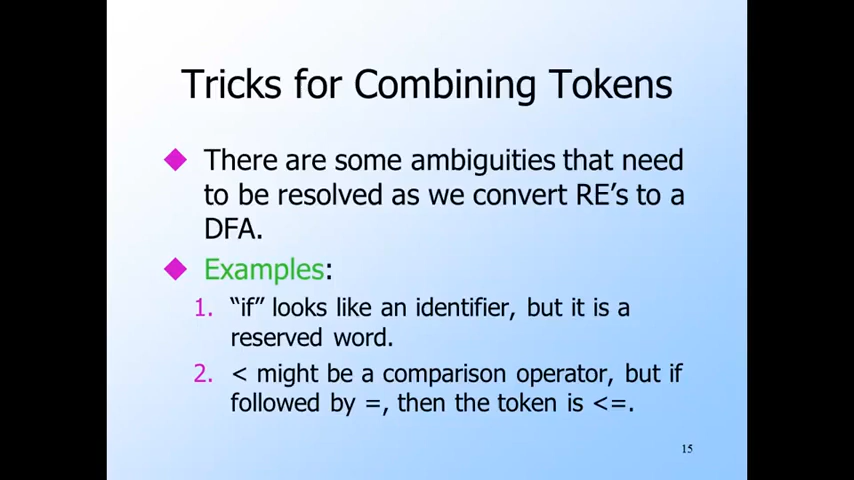 Tricks for Combining Tokens
There are some ambiguities that need
to be resolved as we convert RE’s to a
DFA.
Examples:
1. “if” looks like an identifier, but it is a
reserved word.
2. < might be a comparison operator, but if
followed by =, then the token is <=.
15